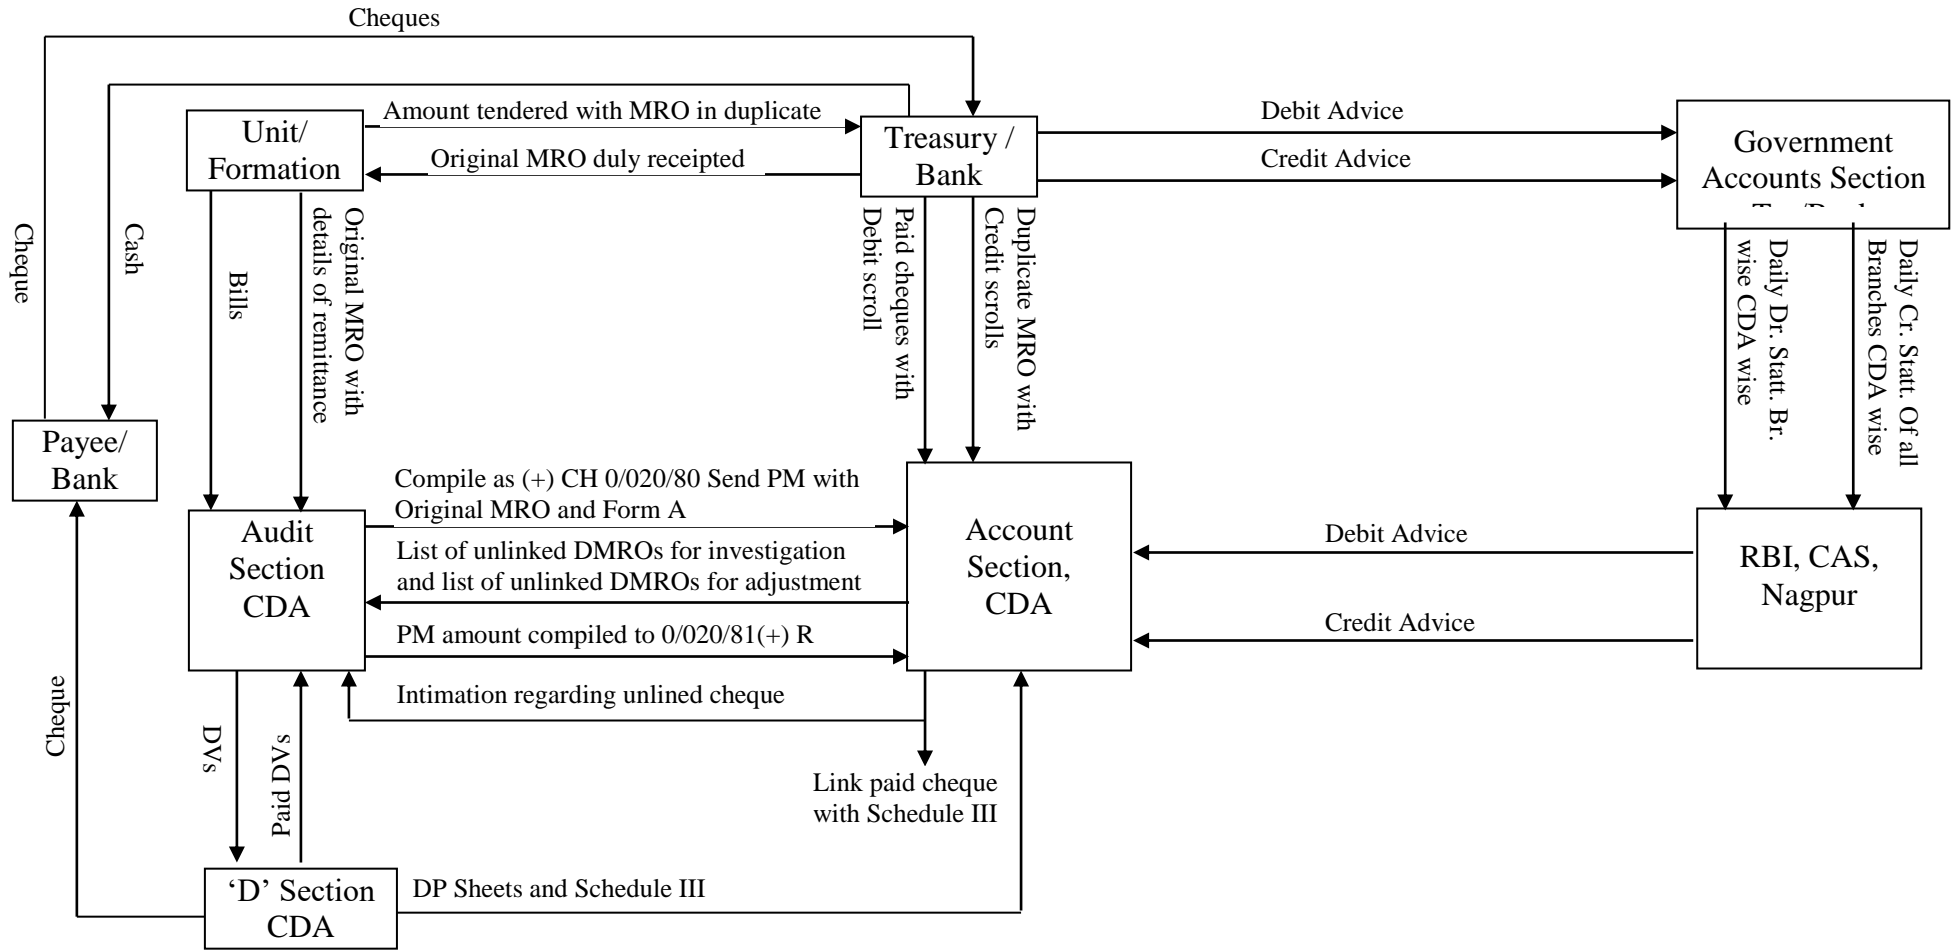 Cheques
Amount tendered with MRO in duplicate
Original MRO duly receipted
Debit Advice
Credit Advice
Unit/
Formation
Treasury /
Bank
Government
Accounts Section
Cheque
Cash
Bills
Original MRO with
details of remittance
Paid cheques with
Debit scroll
Duplicate MRO with
Credit scrolls
Daily Dr. Statt. Br.
wise CDA wise
Daily Cr. Statt. Of all
Branches CDA wise
Payee/
Bank
Compile as (+) CH 0/020/80 Send PM with
Original MRO and Form A
List of unlinked DMROs for investigation
and list of unlinked DMROs for adjustment
PM amount compiled to 0/020/81(+) R
Intimation regarding unlined cheque
Audit
Section
CDA
Account
Section,
CDA
Debit Advice
Credit Advice
RBI, CAS,
Nagpur
Cheque
DVs
Paid DVs
Link paid cheque
with Schedule III
‘D’ Section
CDA
DP Sheets and Schedule III